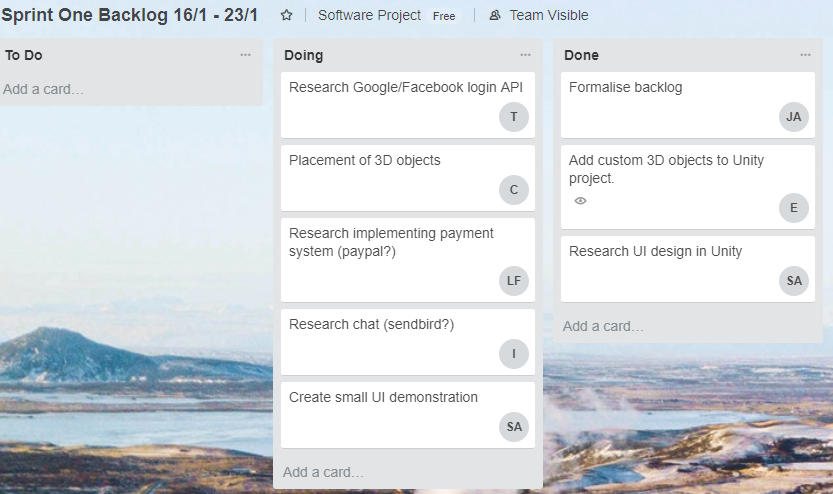 Sprint One Backlog 16/1 - 23/1
Software Project
Free
Team Visible
To Do
Add a card…
Doing
Research Google/Facebook login API
T
Placement of 3D objects
C
Research implementing payment
system (paypal?)
LF
Research chat (sendbird?)
I
Create small UI demonstration
SA
Add a card…
Done
Formalise backlog
JA
Add custom 3D objects to Unity
project.
E
Research UI design in Unity
SA
Add a card…